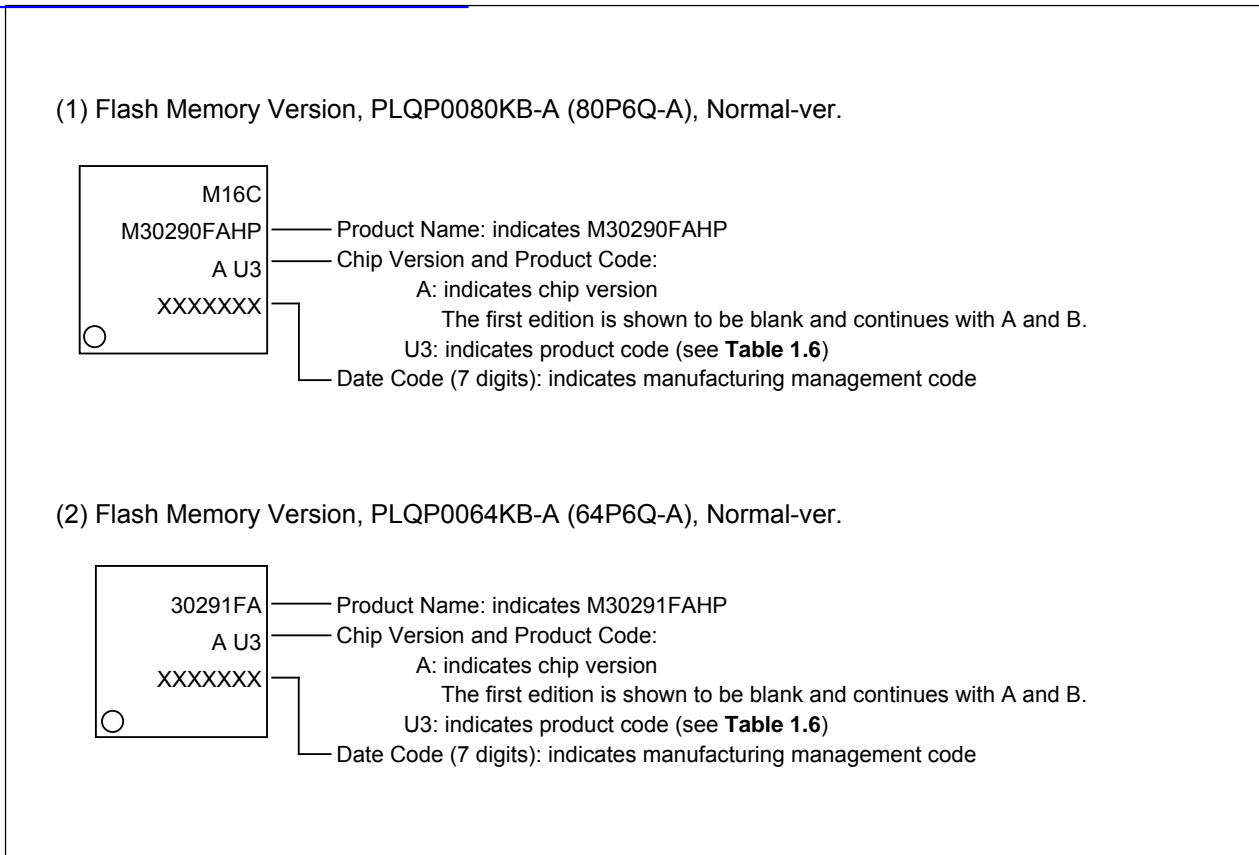 (1) Flash Memory Version, PLQP0080KB-A (80P6Q-A), Normal-ver.
M16C
M30290FAHP
Product Name: indicates M30290FAHP
A U3
Chip Version and Product Code:
A: indicates chip version
The first edition is shown to be blank and continues with A and B.
XXXXXXX
U3: indicates product code (see Table 1.6)
Date Code (7 digits): indicates manufacturing management code
(2) Flash Memory Version, PLQP0064KB-A (64P6Q-A), Normal-ver.
30291FA
Product Name: indicates M30291FAHP
A U3
Chip Version and Product Code:
A: indicates chip version
The first edition is shown to be blank and continues with A and B.
XXXXXXX
U3: indicates product code (see Table 1.6)
Date Code (7 digits): indicates manufacturing management code